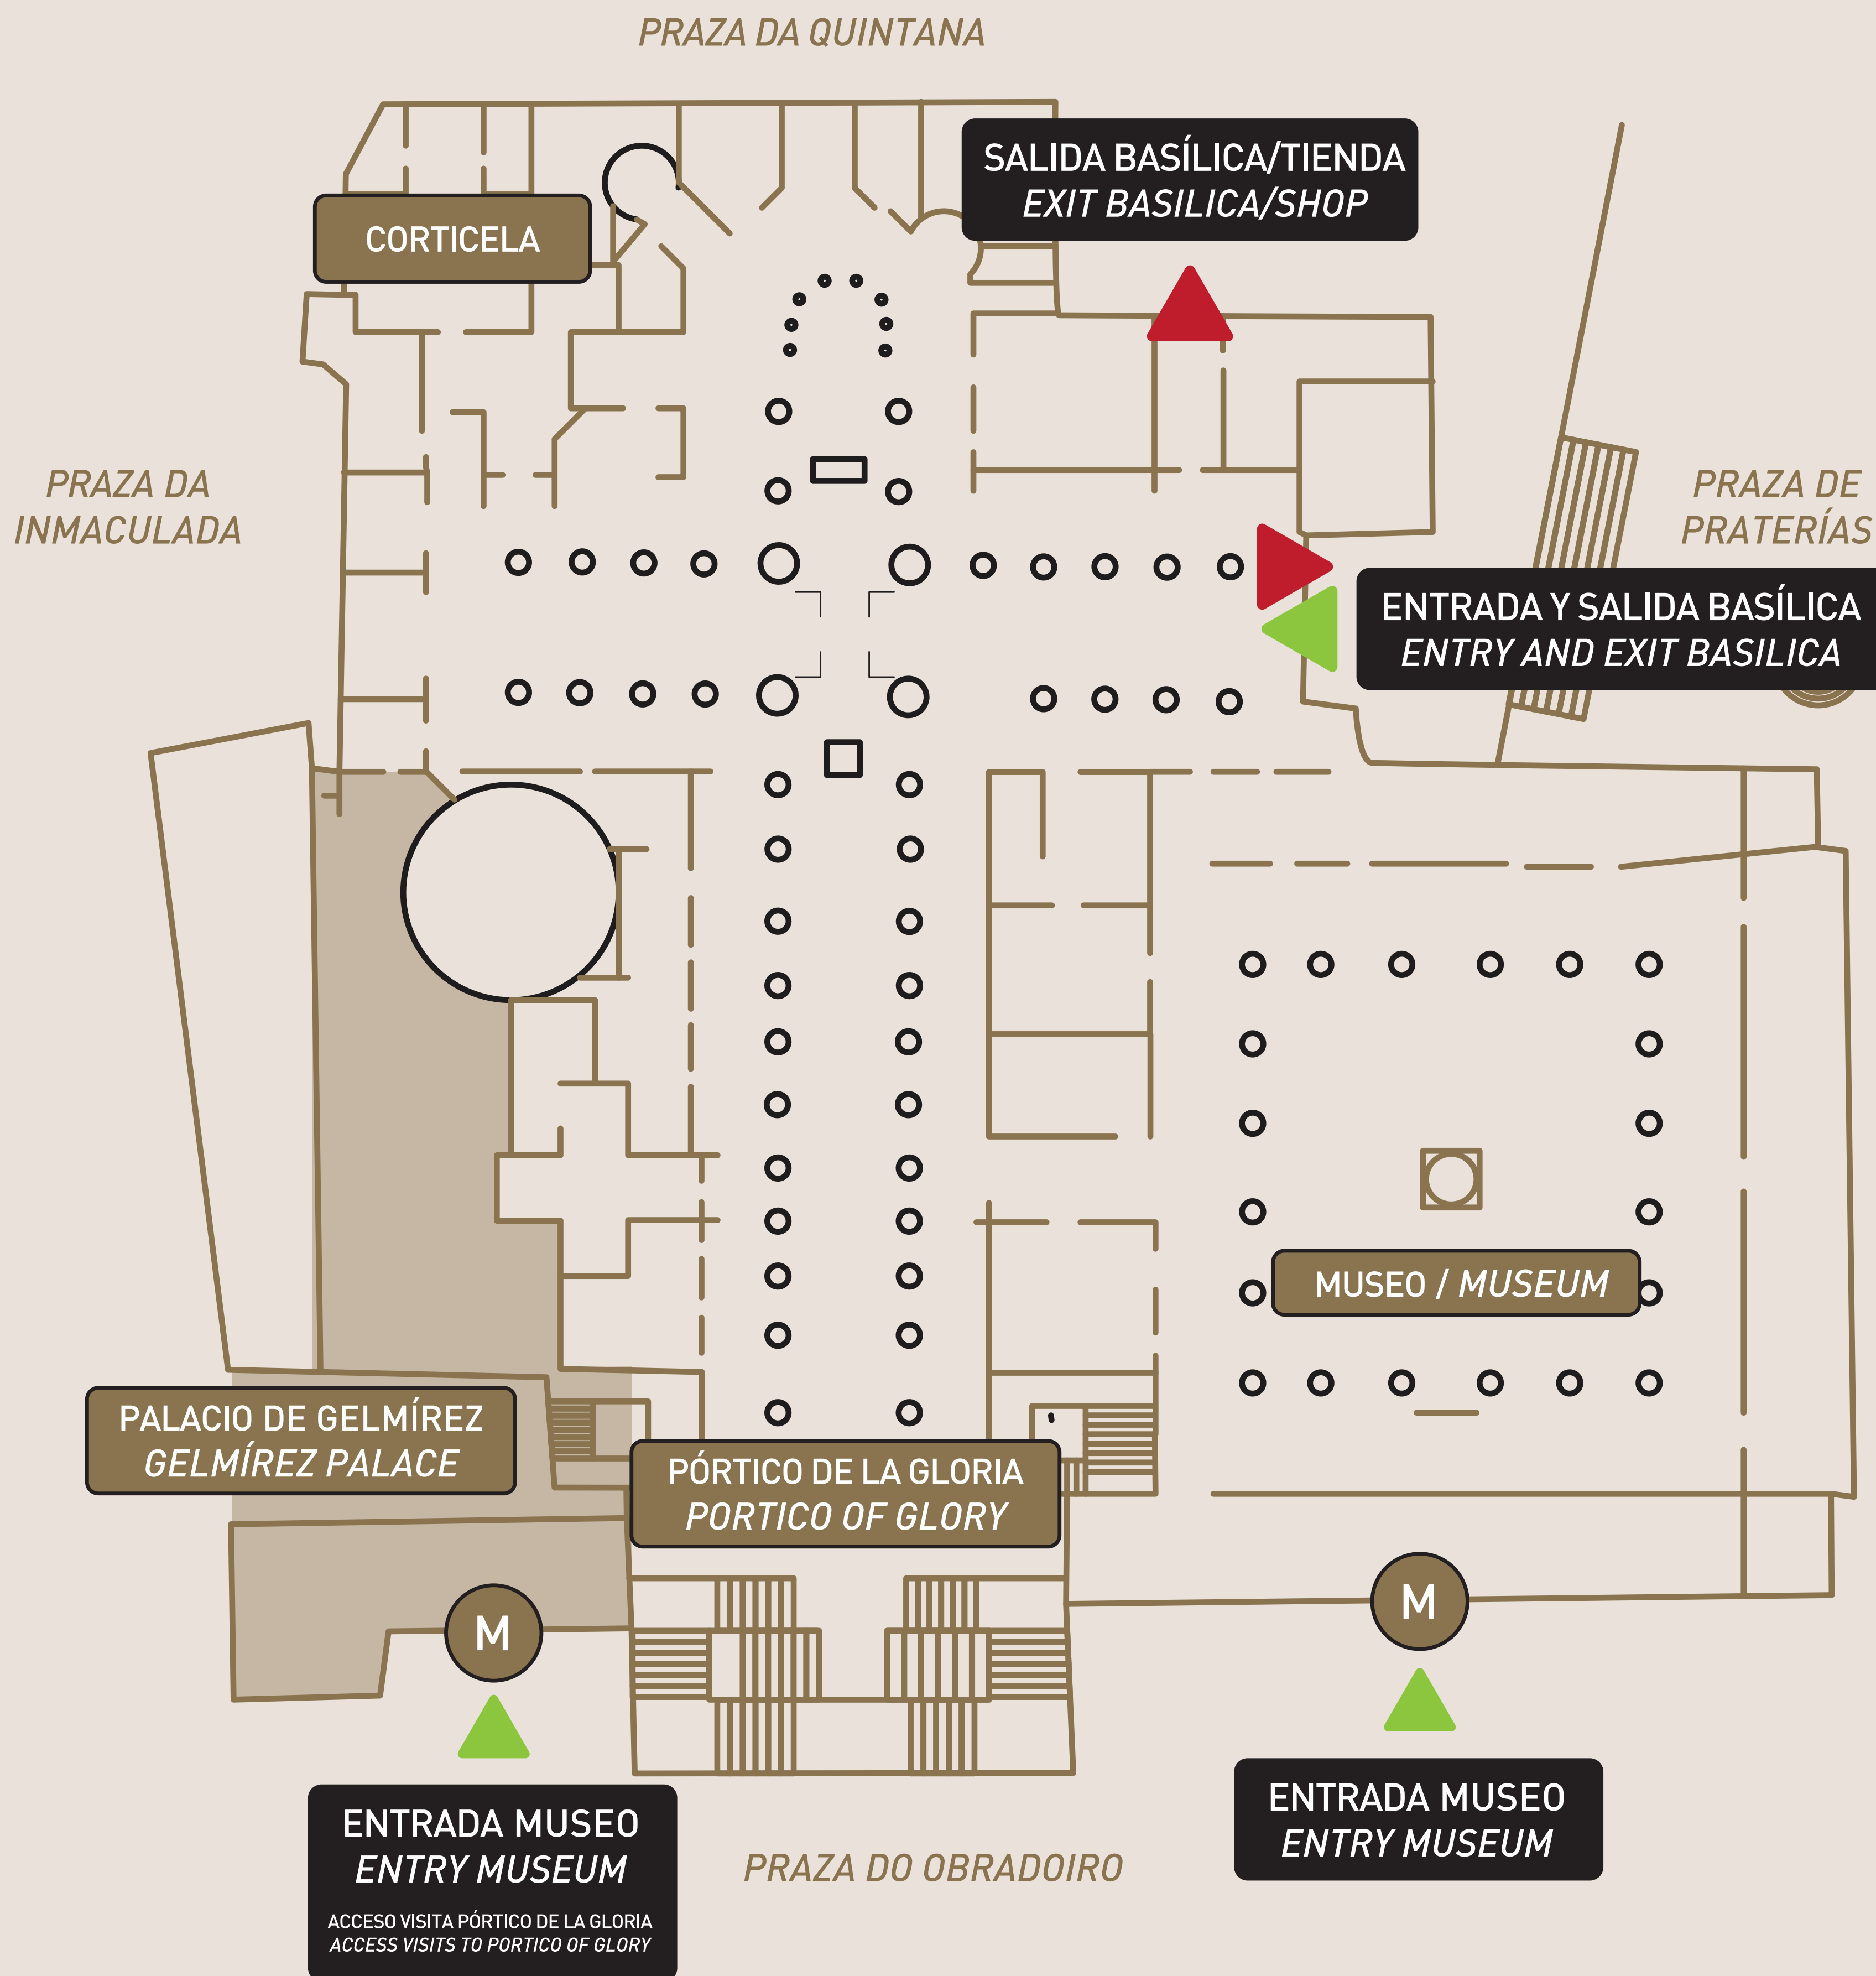 PRAZA DA QUINTANA
SALIDA BASÍLICA/TIENDA
EXIT BASILICA/SHOP
CORTICELA
PRAZA DA
INMACULADA
PRAZA DE
PRATERÍAS
ENTRADA Y SALIDA BASÍLICA
ENTRY AND EXIT BASILICA
MUSEO / MUSEUM
PALACIO DE GELMÍREZ
GELMÍREZ PALACE
PÓRTICO DE LA GLORIA
PORTICO OF GLORY
M
M
ENTRADA MUSEO
ENTRY MUSEUM
ACCESO VISITA PÓRTICO DE LA GLORIA
ACCESS VISITS TO PORTICO OF GLORY
PRAZA DO OBRADOIRO
ENTRADA MUSEO
ENTRY MUSEUM